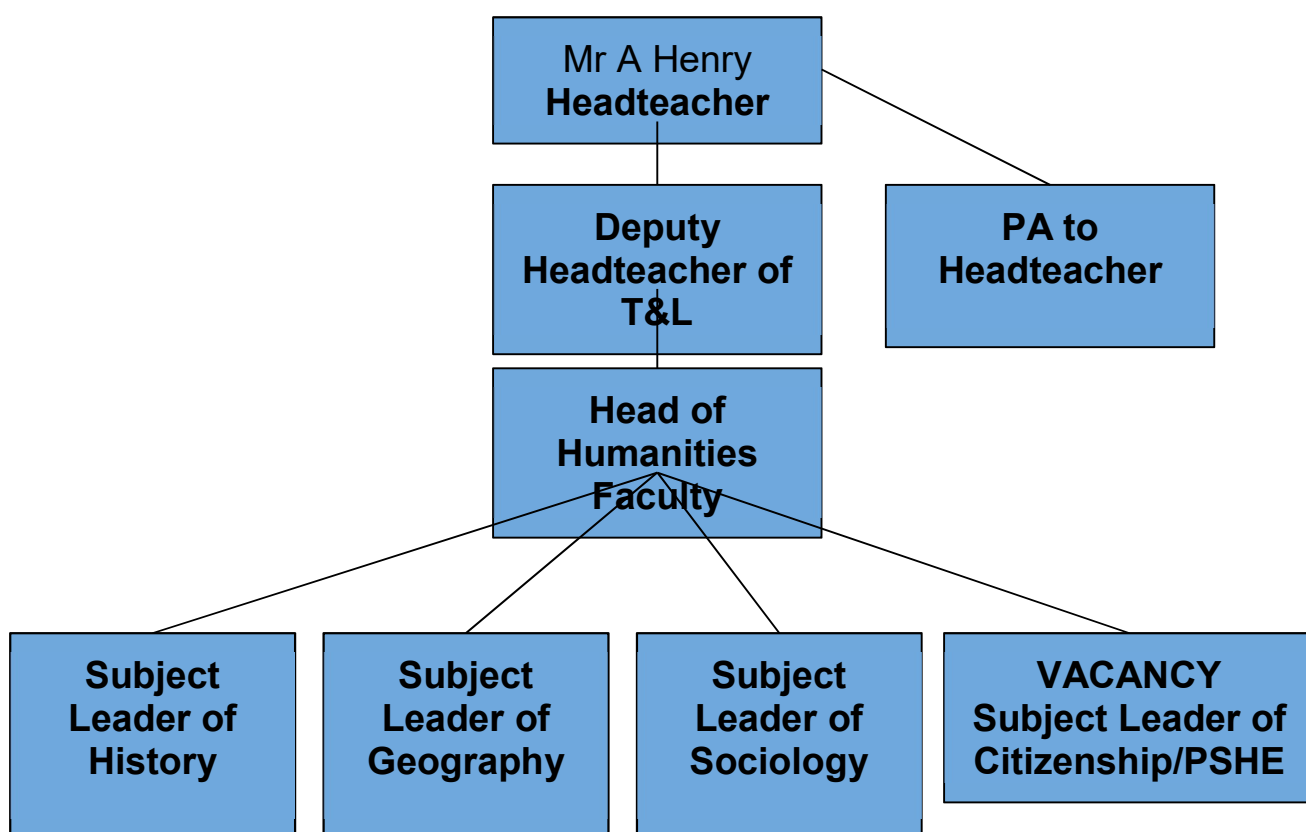 Mr A Henry
Headteacher
Deputy
Headteacher of
T&L
PA to
Headteacher
Head of
Humanities
Faculty
Subject
Leader of
History
Subject
Leader of
Geography
Subject
Leader of
Sociology
VACANCY
Subject Leader of
Citizenship/PSHE